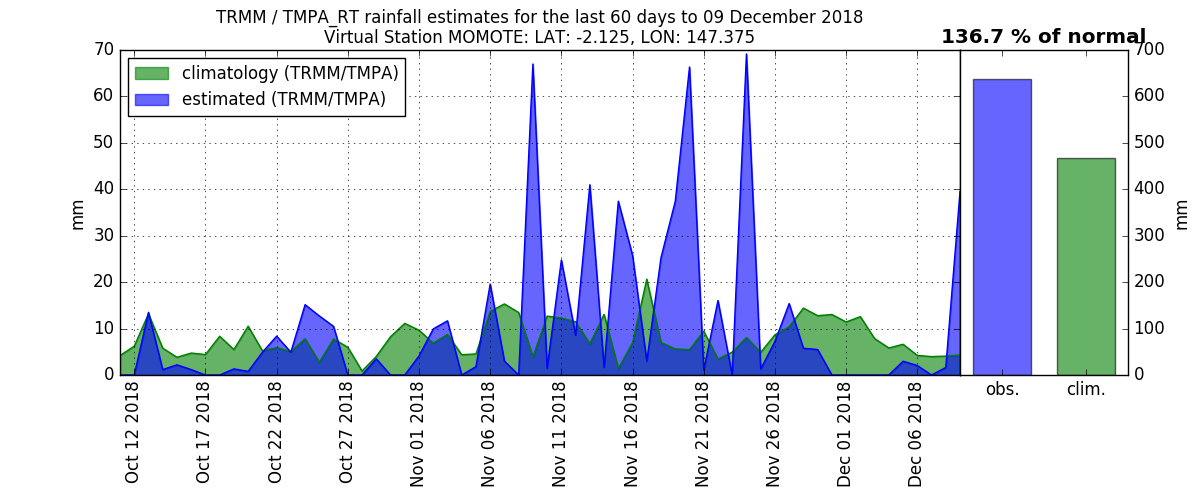 TRMM / TMPA_RT rainfall estimates for the last 60 days to 09 December 2018
Virtual Station MOMOTE: LAT: -2.125, LON: 147.375
136.7 % of normal
climatology (TRMM/TMPA)
estimated (TRMM/TMPA)
70
60
50
40
30
20
10
0
mm
Oct 12 2018
Oct 17 2018
Oct 22 2018
Oct 27 2018
Nov 01 2018
Nov 06 2018
Nov 11 2018
Nov 16 2018
Nov 21 2018
Nov 26 2018
Dec 01 2018
Dec 06 2018
obs.
clim.
700
600
500
400
300
200
100
0
mm